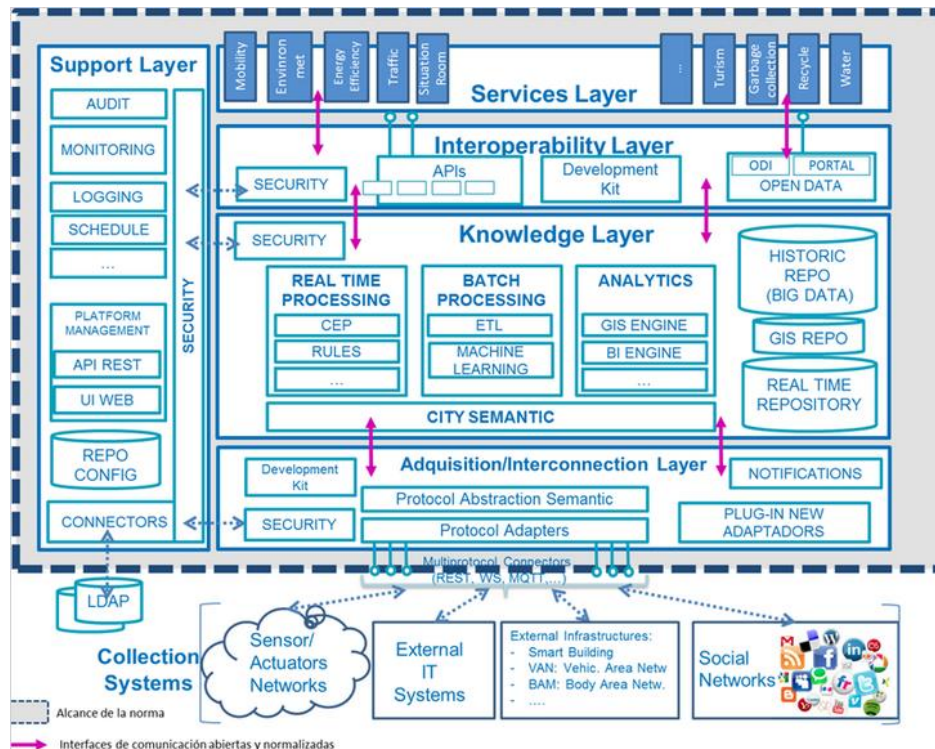 Support Layer
AUDIT
MONITORING
LOGGING
SCHEDULE
...
PLATFORM
MANAGEMENT
API REST
UI WEB
REPO
CONFIG
CONNECTORS
SECURITY
LDAP
Mobility
Envinron
met
Energy
Efficiency
Traffic
Situation
Room
...
Turism
Garbage
collection
Recycle
Water
Services Layer
Interoperability Layer
SECURITY
APIs
Development
Kit
ODI
PORTAL
OPEN DATA
Knowledge Layer
SECURITY
REAL TIME
PROCESSING
CEP
RULES
...
BATCH
PROCESSING
ETL
MACHINE
LEARNING
ANALYTICS
GIS ENGINE
BI ENGINE
...
HISTORIC
REPO
(BIG DATA)
GIS REPO
REAL TIME
REPOSITORY
CITY SEMANTIC
Adquisition/Interconnection Layer
Development
Kit
SECURITY
Protocol Abstraction Semantic
Protocol Adapters
NOTIFICATIONS
PLUG-IN NEW
ADAPTADORS
Multiprotocol Connectors
(REST, WS, MQTT,...)
Collection
Systems
Sensor/
Actuators
Networks
External
IT
Systems
External Infrastructures:
- Smart Building
- VAN: Vehic. Area Netw
- BAM: Body Area Netw.
- ....
Social
Networks
Alcance de la norma
Interfaces de comunicación abiertas y normalizadas